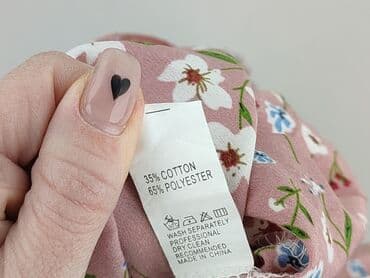 35% COTTON
65% POLYESTER
WASH SEPARATELY
PROFESSIONAL
DRY CLEAN
RECOMMENDED
MADE IN CHINA